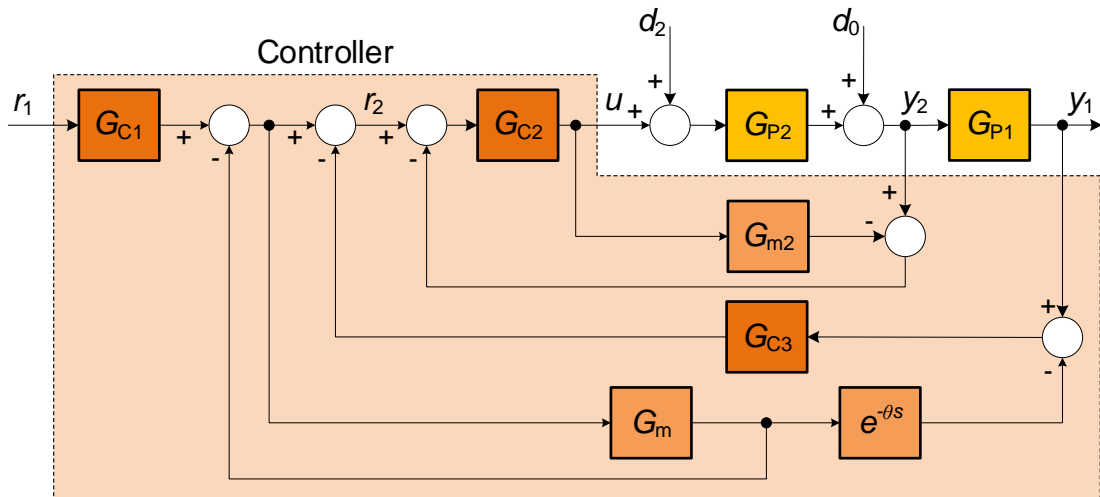 Controller
d2
d0
r1
GC1
+
-
+
-
r2
+
-
GC2
u
+
+
GP2
+
+
y2
GP1
y1
+
-
Gm2
+
-
GC3
Gm
e-θs